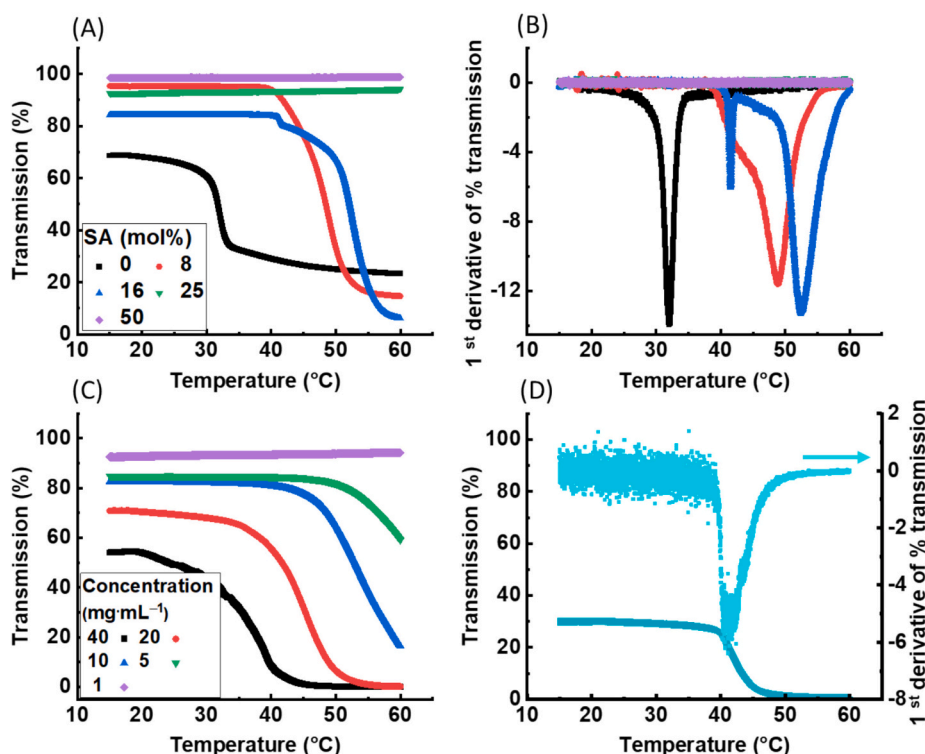 (A)
Transmission (%)
100
80
60
40
20
0
SA (mol%)
0 8
16 25
50
10 20 30 40 50 60
Temperature (°C)
(B)
1 st derivative of % transmission
0
-4
-8
-12
10 20 30 40 50 60
Temperature (°C)
(C)
Transmission (%)
100
80
60
40
20
0
Concentration
(mg·mL⁻¹)
40 20
10 5
1
10 20 30 40 50 60
Temperature (°C)
(D)
Transmission (%)
100
80
60
40
20
0
10 20 30 40 50 60
Temperature (°C)
2
0
-2
-4
-6
-8
1 st derivative of % transmission